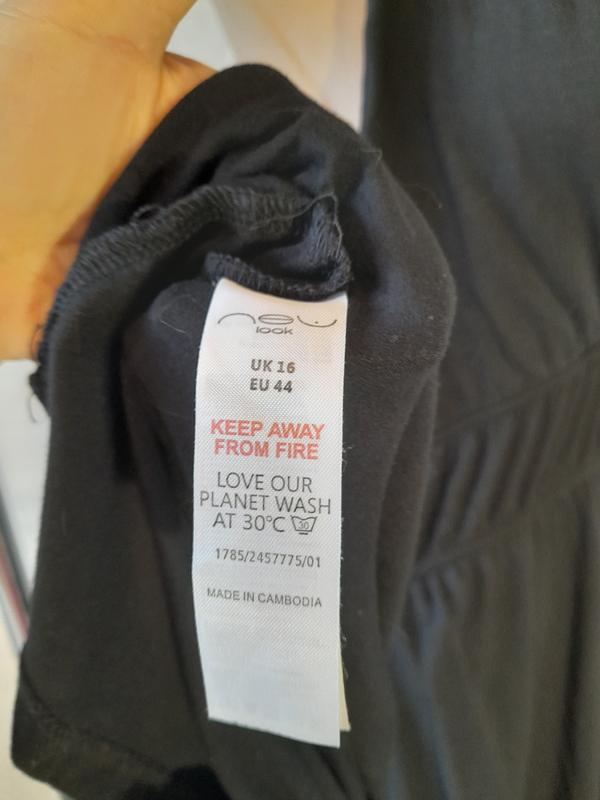 new
look
UK 16
EU 44
KEEP AWAY
FROM FIRE
LOVE OUR
PLANET WASH
AT 30°C 30
1785/2457775/01
MADE IN CAMBODIA